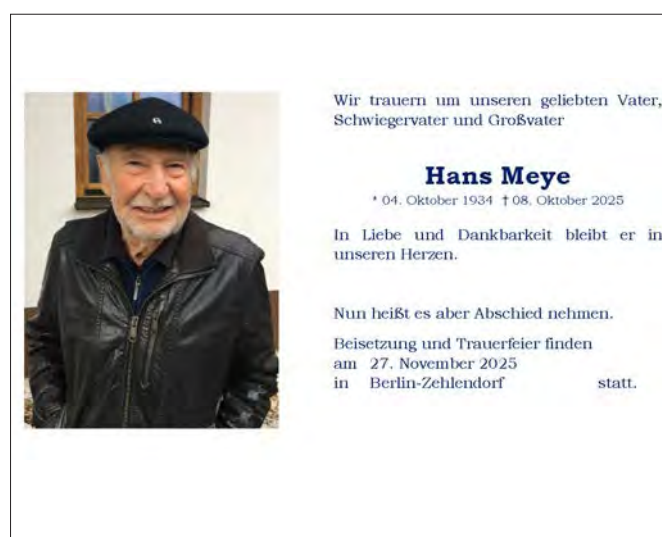 Wir trauern um unseren geliebten Vater,
Schwiegervater und Großvater
Hans Meye
* 04. Oktober 1934 † 08. Oktober 2025
In Liebe und Dankbarkeit bleibt er in
unseren Herzen.
Nun heißt es aber Abschied nehmen.
Beisetzung und Trauerfeier finden
am 27. November 2025
in Berlin-Zehlendorf statt.